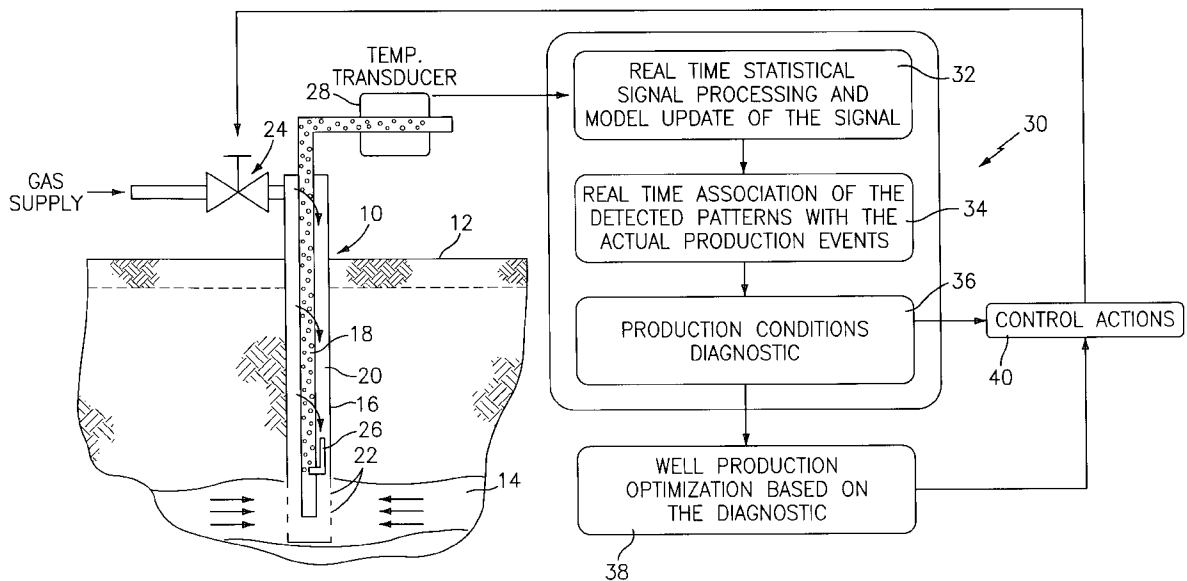 TEMP.
TRANSDUCER
28
24
GAS
SUPPLY
10
12
18
20
16
26
22
14
REAL TIME STATISTICAL
SIGNAL PROCESSING AND
MODEL UPDATE OF THE SIGNAL
32
30
REAL TIME ASSOCIATION OF THE
DETECTED PATTERNS WITH THE
ACTUAL PRODUCTION EVENTS
34
36
PRODUCTION CONDITIONS
DIAGNOSTIC
CONTROL ACTIONS
40
WELL PRODUCTION
OPTIMIZATION BASED ON
THE DIAGNOSTIC
38